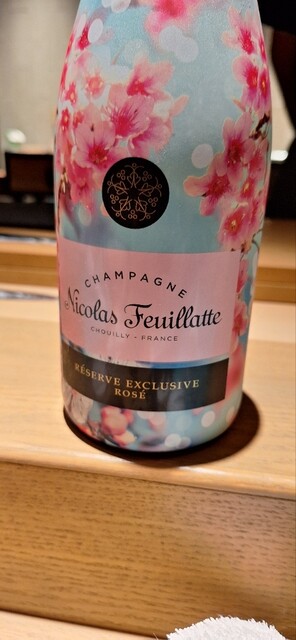 CHAMPAGNE
Nicolas Feuillatte
CHOUILLY - FRANCE
RÉSERVE EXCLUSIVE
ROSÉ